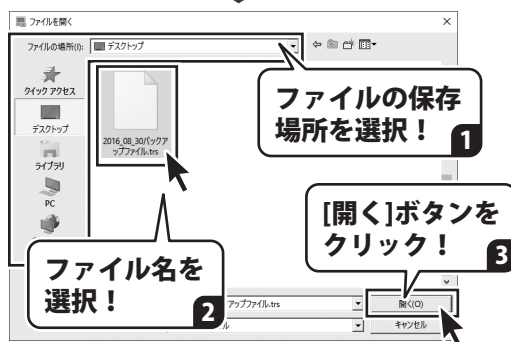 ファイルを開く
ファイルの場所(I):
デスクトップ
クイック アクセス
デスクトップ
ライブラリ
PC
2016_08_30バックア
ップファイル.trs
ファイルの保存
場所を選択！
1
ファイル名を
選択！
2
[開く]ボタンを
クリック！
3
アップファイル.trs
開く(O)
ル
キャンセル